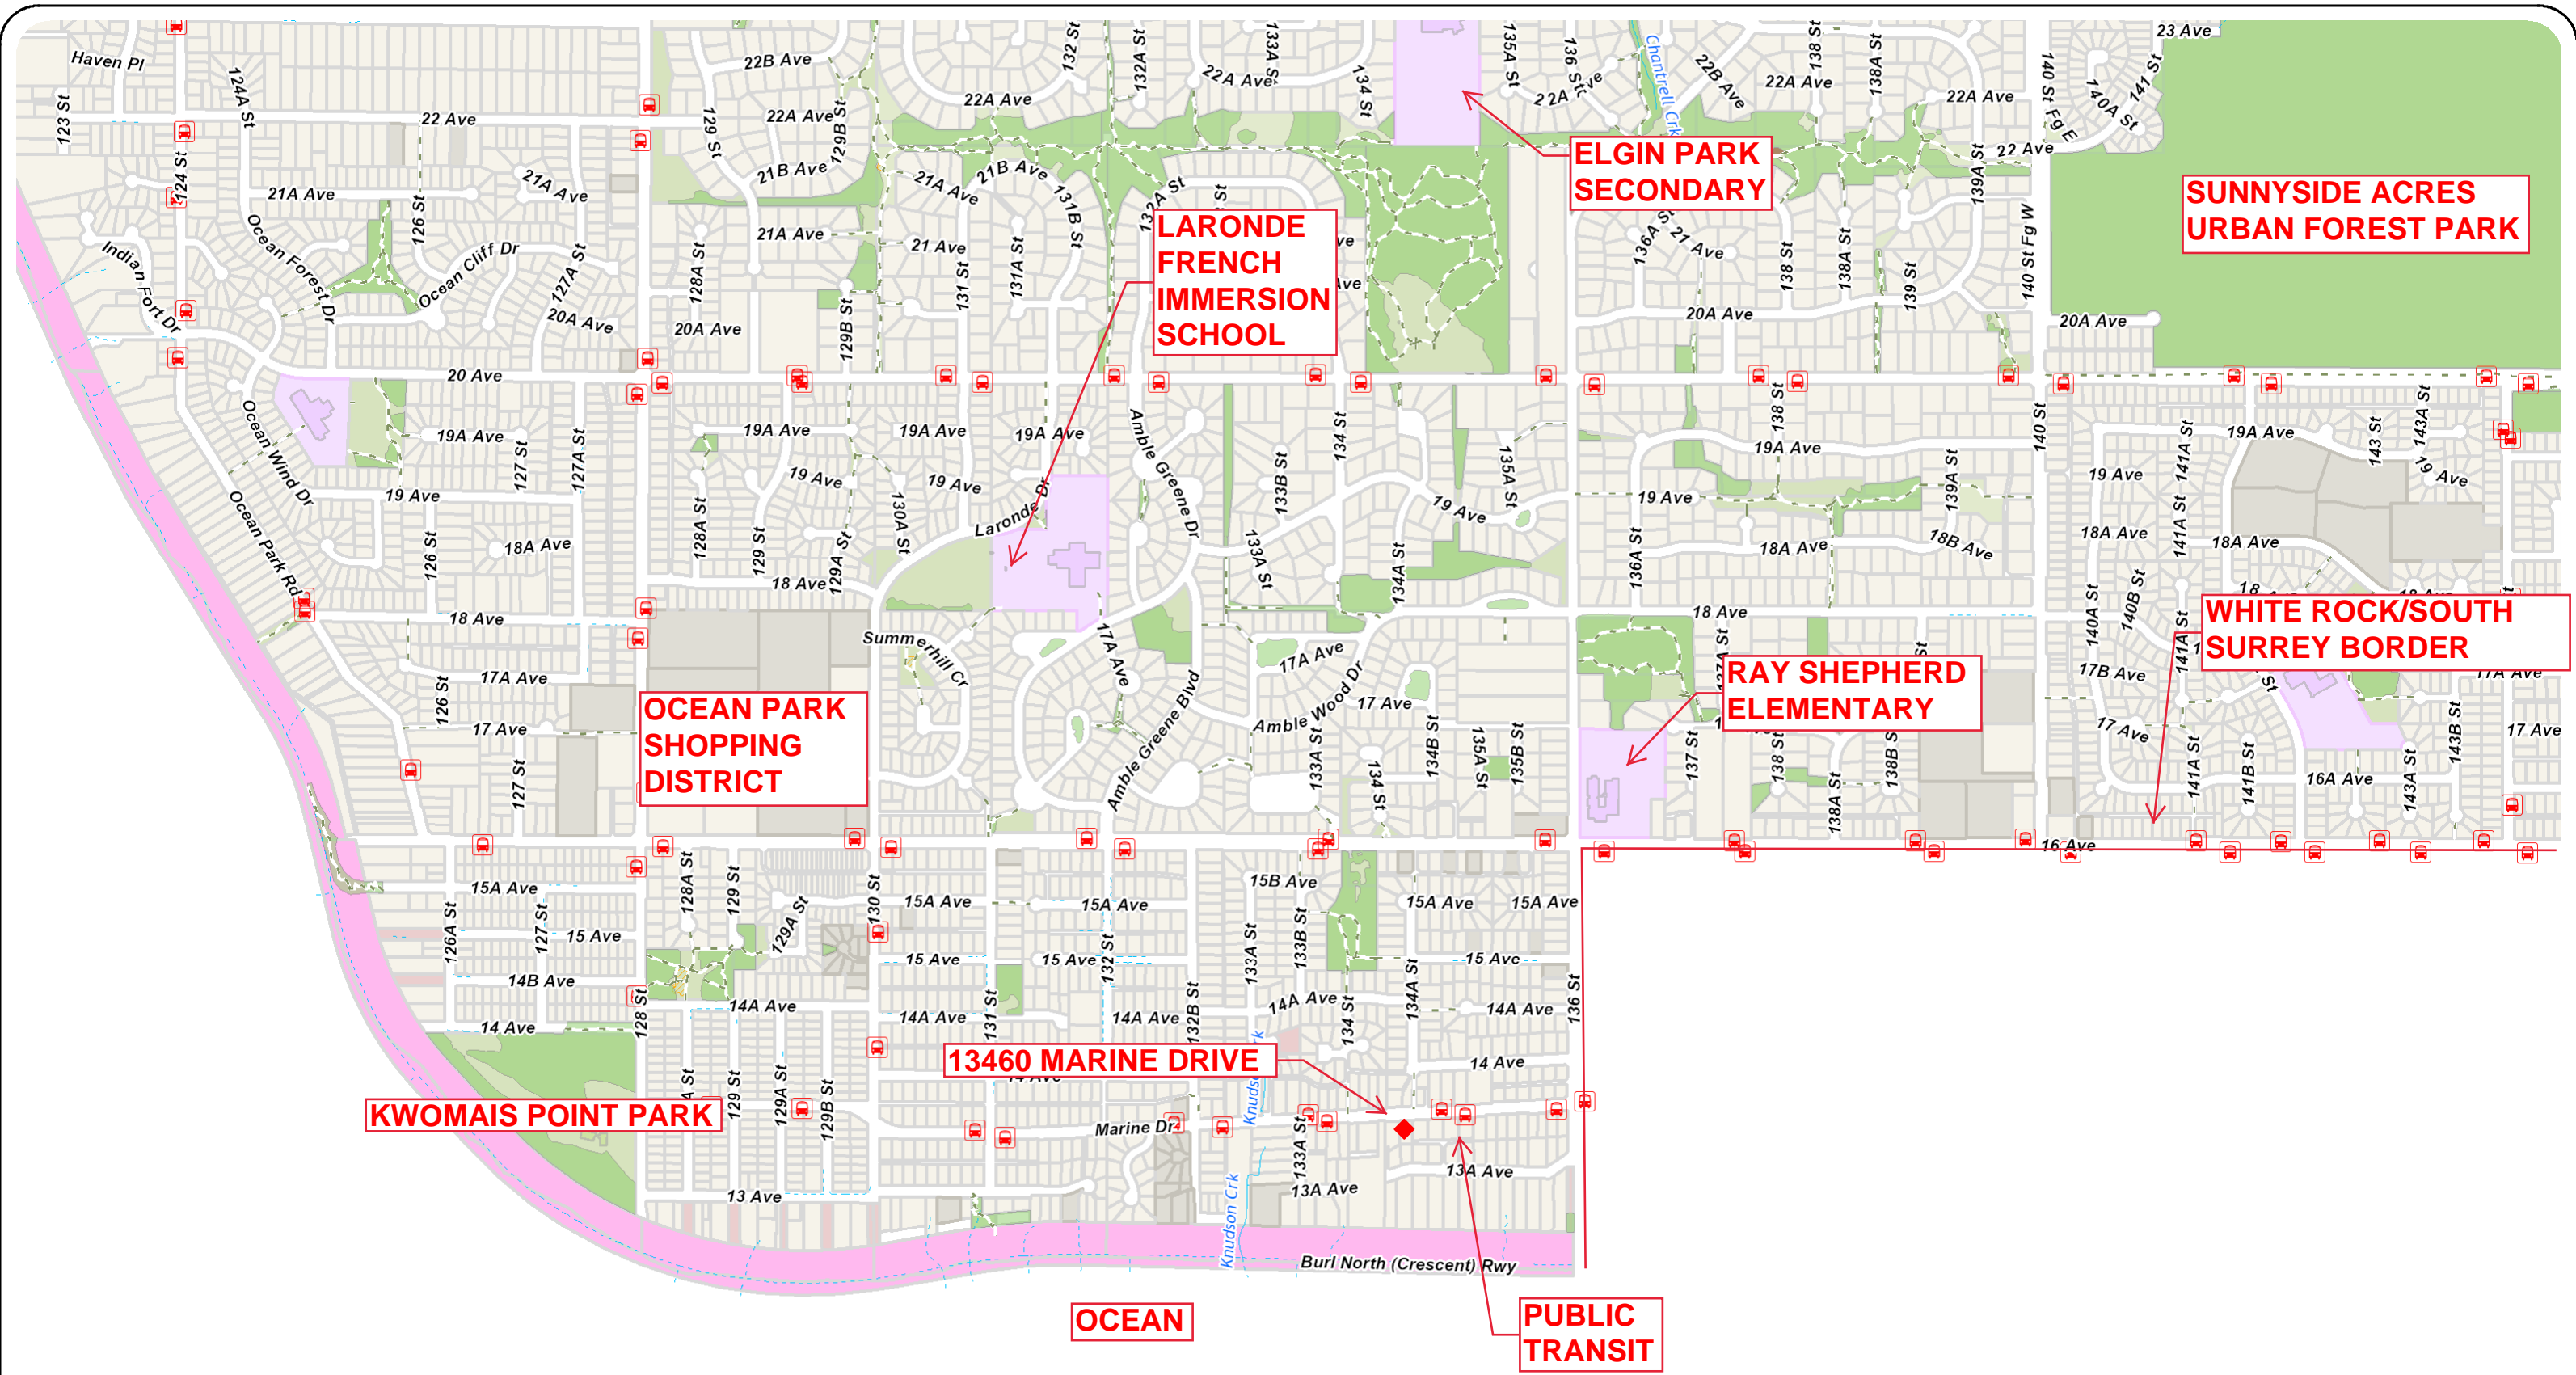 23 Ave
Haven Pl
123 St
124A St
22B Ave
132 St
132A St
133A St
22A Ave
134 St
135A St
136 St
22A Ave
Chantrell Crk
22B Ave
138 St
22A Ave
138A St
22A Ave
140 St Fg E
140A St
141 St
22 Ave
129 St
22A Ave
129B St
22A Ave
22 Ave
ELGIN PARK
SECONDARY
SUNNYSIDE ACRES
URBAN FOREST PARK
124 St
21A Ave
126 St
21A Ave
21B Ave
21A Ave
21B Ave
131B St
132A St
139A St
LARONDE
FRENCH
IMMERSION
SCHOOL
Indian Fort Dr
Ocean Forest Dr
Ocean Cliff Dr
127A St
20A Ave
128A St
21A Ave
20A Ave
129B St
21 Ave
131 St
131A St
136A St
21 Ave
138 St
138A St
139 St
140 St Fg W
20A Ave
20A Ave
20 Ave
Ocean Wind Dr
19A Ave
127 St
127A St
19A Ave
19A Ave
19A Ave
Amble Greene Dr
134 St
138 St
19A Ave
140 St
141A St
19A Ave
143 St
143A St
19 Ave
Ocean Park Rd
19 Ave
126 St
18A Ave
128A St
129 St
19 Ave
129A St
130A St
19 Ave
Laronde Dr
133B St
133A St
19 Ave
135A St
134A St
136A St
19 Ave
18A Ave
139A St
18B Ave
19 Ave
18A Ave
141A St
18A Ave
18 Ave
18 Ave
18 Ave
140A St
140B St
141A St
WHITE ROCK/SOUTH
SURREY BORDER
17A Ave
126 St
17 Ave
127 St
OCEAN PARK
SHOPPING
DISTRICT
Summerhill Cr
17A Ave
Amble Greene Blvd
17A Ave
Amble Wood Dr
17 Ave
133A St
134 St
134B St
135A St
135B St
RAY SHEPHERD
ELEMENTARY
137 St
138 St
138A St
138B St
17B Ave
17 Ave
141A St
141B St
16A Ave
143A St
143B St
17A Ave
17 Ave
16 Ave
15A Ave
126A St
127 St
15 Ave
14B Ave
14 Ave
128 St
128A St
129 St
129A St
14A Ave
130 St
15A Ave
15 Ave
14A Ave
131 St
15A Ave
15 Ave
132 St
14A Ave
132B St
15B Ave
133A St
133B St
14A Ave
134 St
15A Ave
134A St
15 Ave
14A Ave
14 Ave
15A Ave
136 St
13460 MARINE DRIVE
KWOMAIS POINT PARK
129 St
129A St
129B St
Marine Dr
133A St
13A Ave
13A Ave
13 Ave
Knudson Crk
Burl North (Crescent) Rwy
OCEAN
PUBLIC
TRANSIT